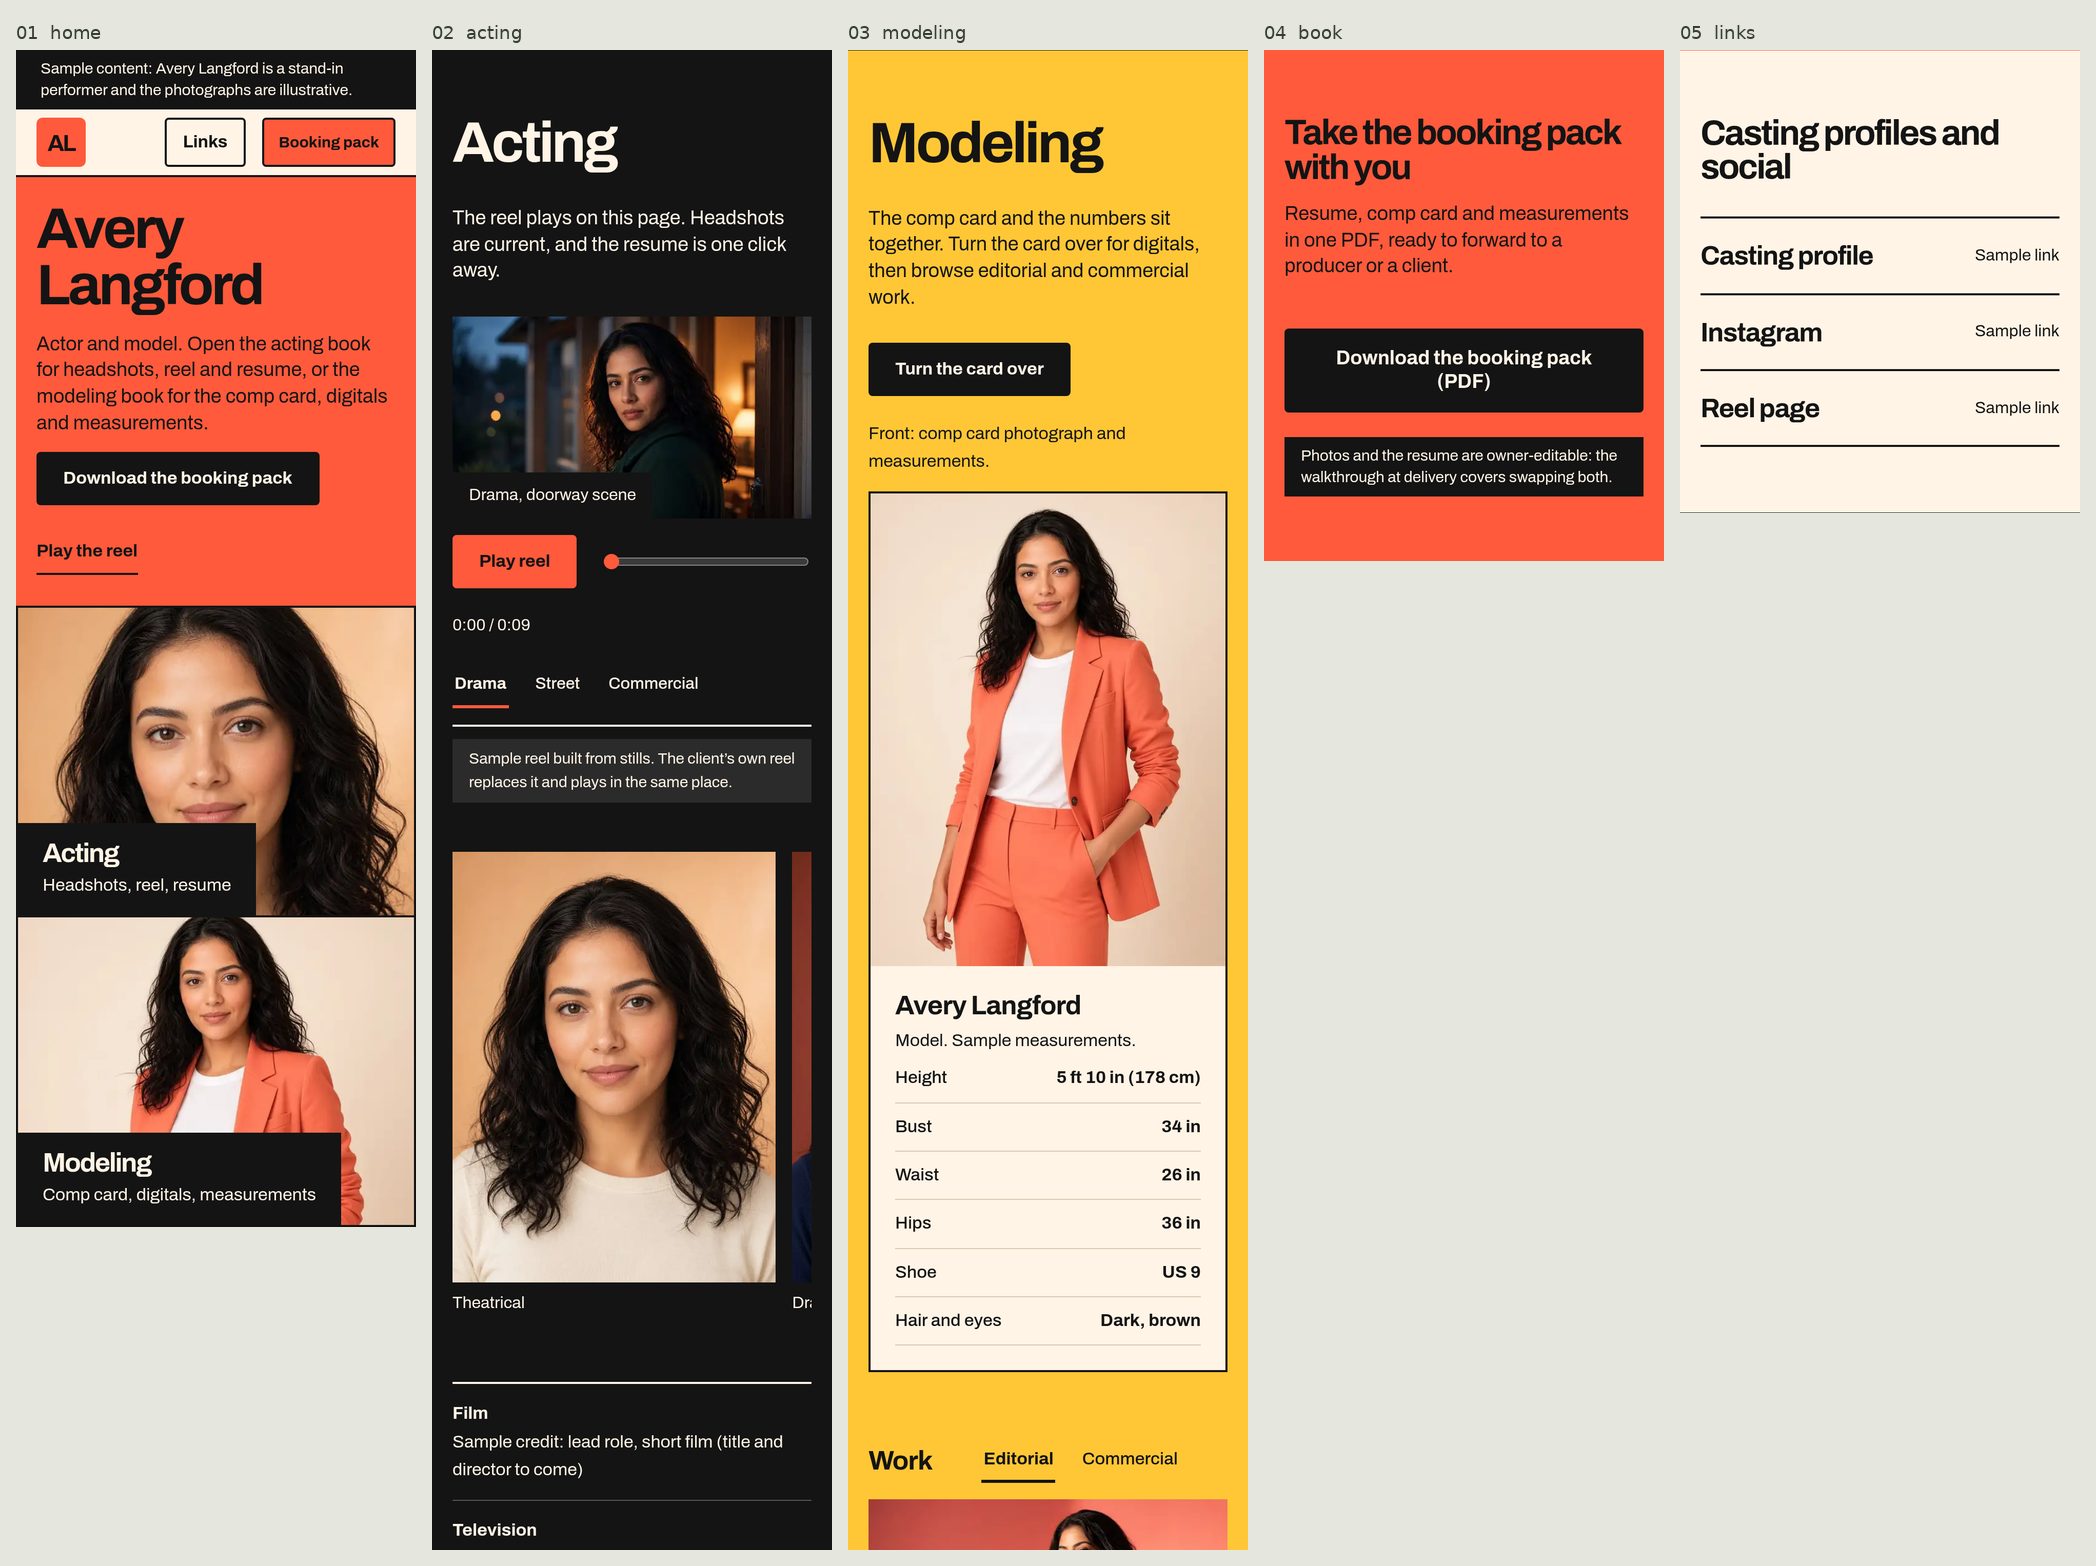 01 home
Sample content: Avery Langford is a stand-in
performer and the photographs are illustrative.
AL
Links
Booking pack
Avery
Langford
Actor and model. Open the acting book
for headshots, reel and resume, or the
modeling book for the comp card, digitals
and measurements.
Download the booking pack
Play the reel
Acting
Headshots, reel, resume
Modeling
Comp card, digitals, measurements
02 acting
Acting
The reel plays on this page. Headshots
are current, and the resume is one click
away.
Drama, doorway scene
Play reel
0:00 / 0:09
Drama Street Commercial
Sample reel built from stills. The client's own reel
replaces it and plays in the same place.
Theatrical
Film
Sample credit: lead role, short film (title and
director to come)
Television
03 modeling
Modeling
The comp card and the numbers sit
together. Turn the card over for digitals,
then browse editorial and commercial
work.
Turn the card over
Front: comp card photograph and
measurements.
Avery Langford
Model. Sample measurements.
Height 5 ft 10 in (178 cm)
Bust 34 in
Waist 26 in
Hips 36 in
Shoe US 9
Hair and eyes Dark, brown
Work Editorial Commercial
04 book
Take the booking pack
with you
Resume, comp card and measurements
in one PDF, ready to forward to a
producer or a client.
Download the booking pack
(PDF)
Photos and the resume are owner-editable: the
walkthrough at delivery covers swapping both.
05 links
Casting profiles and
social
Casting profile Sample link
Instagram Sample link
Reel page Sample link